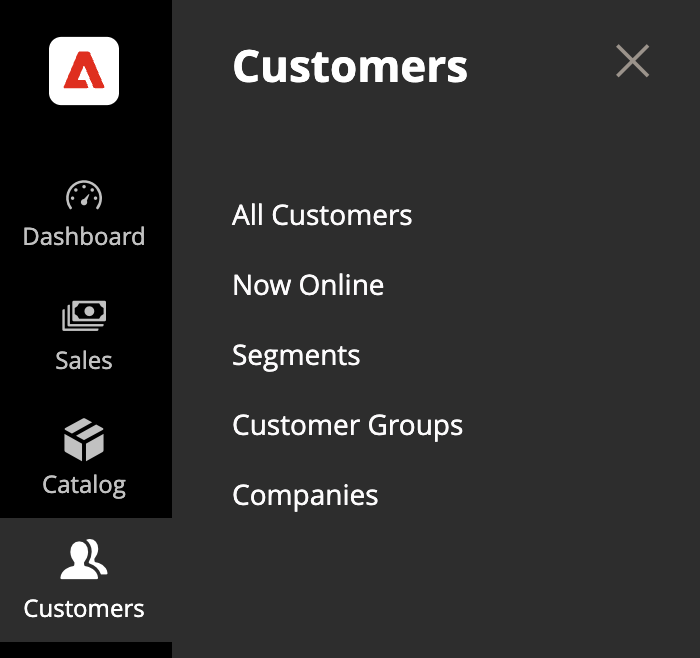 Customers
All Customers
Now Online
Segments
Customer Groups
Companies
Dashboard
Sales
Catalog
Customers